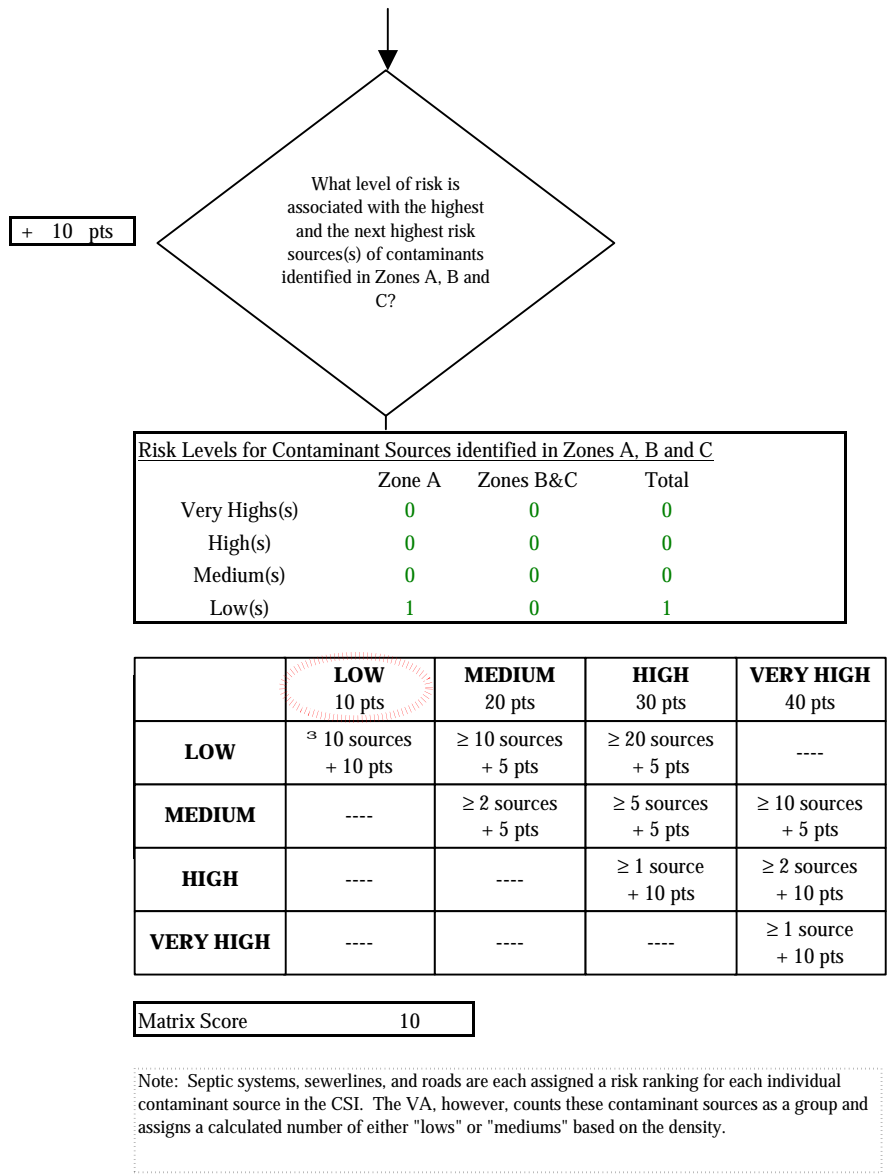 What level of risk is
associated with the highest
and the next highest risk
sources(s) of contaminants
identified in Zones A, B and
C?
+ 10 pts
Risk Levels for Contaminant Sources identified in Zones A, B and C
Zone A Zones B&C Total
Very Highs(s) 0 0 0
High(s) 0 0 0
Medium(s) 0 0 0
Low(s) 1 0 1
LOW MEDIUM HIGH VERY HIGH
10 pts 20 pts 30 pts 40 pts
LOW ³ 10 sources ≥ 10 sources ≥ 20 sources ----
+ 10 pts + 5 pts + 5 pts
MEDIUM ---- ≥ 2 sources ≥ 5 sources ≥ 10 sources
+ 5 pts + 5 pts + 5 pts
HIGH ---- ---- ≥ 1 source ≥ 2 sources
+ 10 pts + 10 pts
VERY HIGH ---- ---- ---- ≥ 1 source
+ 10 pts
Matrix Score 10
Note: Septic systems, sewerlines, and roads are each assigned a risk ranking for each individual
contaminant source in the CSI. The VA, however, counts these contaminant sources as a group and
assigns a calculated number of either "lows" or "mediums" based on the density.